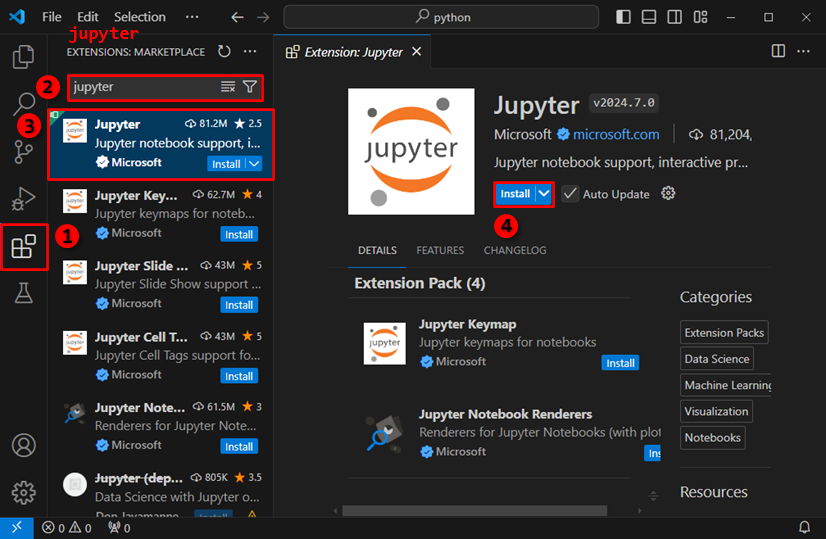 File Edit Selection ··· python
jupyter
EXTENSIONS: MARKETPLACE ···
Extension: Jupyter
2
jupyter
3
Jupyter 81.2M 2.5
Jupyter notebook support, i...
Microsoft Install
Jupyter Key... 62.7M 4
Jupyter keymaps for noteb...
Microsoft Install
1
Jupyter Slide ... 43M 5
Jupyter Slide Show support ...
Microsoft Install
Jupyter Cell T... 43M 5
Jupyter Cell Tags support fo...
Microsoft Install
Jupyter Note... 61.5M 3
Renderers for Jupyter Note...
Microsoft Install
Jupyter (dep... 805K 3.5
Data Science with Jupyter o...
Don Jayamanne Install
jupyter
Jupyter v2024.7.0
Microsoft microsoft.com 81,204,
Jupyter notebook support, interactive pr...
Install Auto Update
4
DETAILS FEATURES CHANGELOG
Extension Pack (4)
jupyter
Jupyter Keymap
Jupyter keymaps for notebooks
Microsoft Install
Jupyter Notebook Renderers
Renderers for Jupyter Notebooks (with plot
Microsoft Ins
Categories
Extension Packs
Data Science
Machine Learning
Visualization
Notebooks
Resources
0 0 0